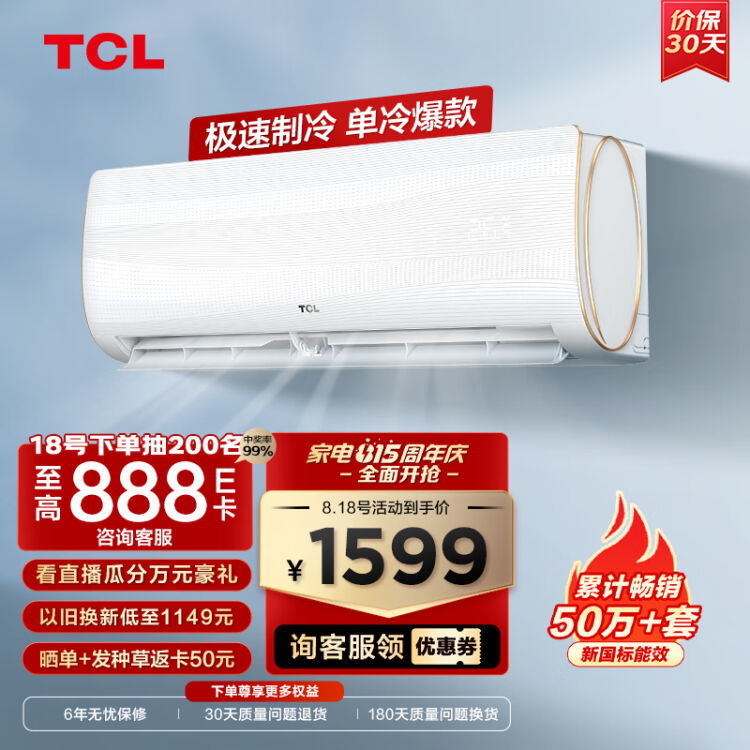 TCL
价保
30天
极速制冷 单冷爆款
26.5
TCL
18号下单抽200名
中奖率
99%
至高888E卡
咨询客服
看直播瓜分万元豪礼
以旧换新低至1149元
晒单+发种草返卡50元
家电815周年庆
全面开抢
8.18号活动到手价
¥1599
询客服领 优惠券
累计畅销
50万+套
新国标能效
下单尊享更多权益
6年无忧保修 30天质量问题退货 180天质量问题换货